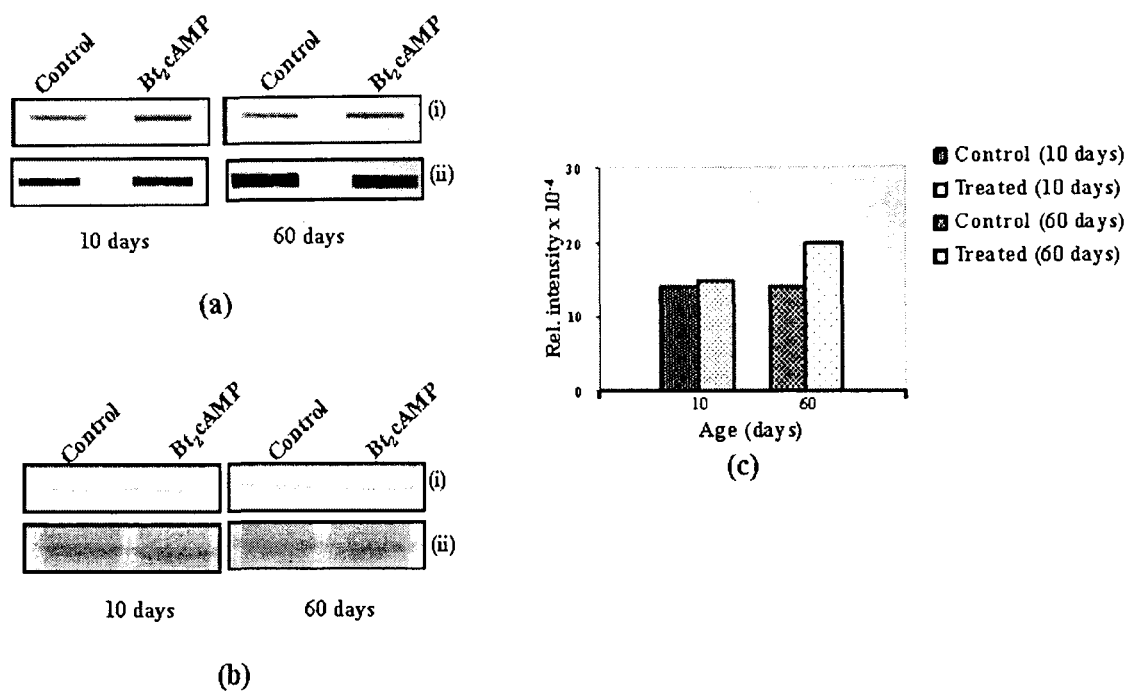 Control Bt₂cAMP Control Bt₂cAMP
(i)
(ii)
10 days 60 days
(a)
Control Bt₂cAMP Control Bt₂cAMP
(i)
(ii)
10 days 60 days
(b)
Control (10 days)
Treated (10 days)
Control (60 days)
Treated (60 days)
Rel. intensity x 10⁻⁴
30
20
10
0
10 60
Age (days)
(c)